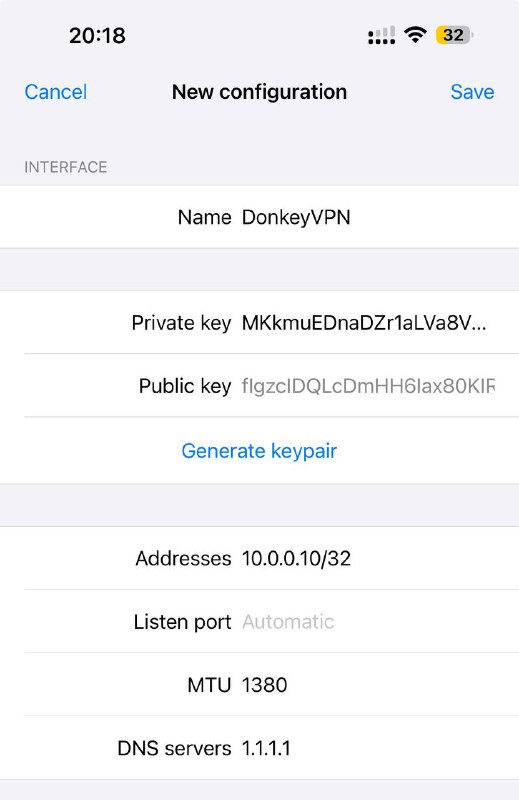 20:18 32
Cancel New configuration Save
INTERFACE
Name DonkeyVPN
Private key MKkmuEDnaDZr1aLVa8V...
Public key flgzclDQLcDmHH6lax80KlR
Generate keypair
Addresses 10.0.0.10/32
Listen port Automatic
MTU 1380
DNS servers 1.1.1.1